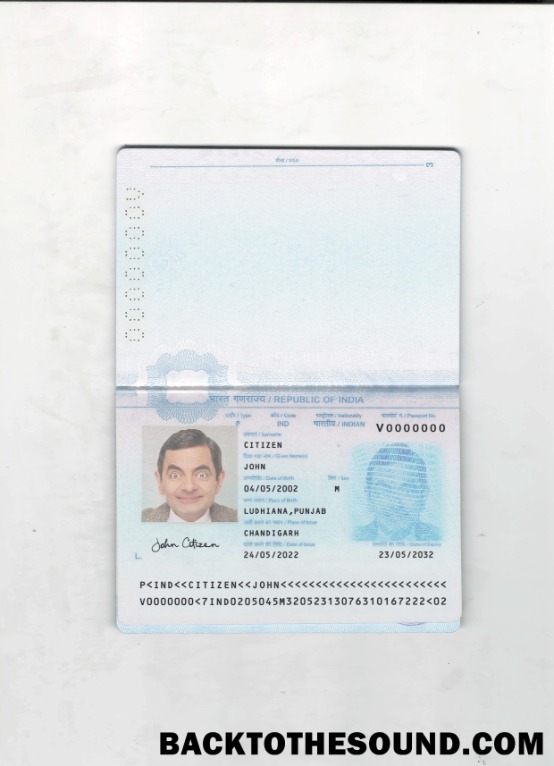 वीज़ा / VISA
3
V0000000
भारत गणराज्य / REPUBLIC OF INDIA
टाईप / Type कोड / Code राष्ट्रीयता / Nationality पासपोर्ट न. / Passport No.
P IND भारतीय / INDIAN V0000000
उपनाम / Surname
CITIZEN
दिया गया नाम / Given Name(s)
JOHN
जन्मतिथि / Date of Birth लिंग / Sex
04/05/2002 M
जन्म स्थान / Place of Birth
LUDHIANA,PUNJAB
जारी करने का स्थान / Place of Issue
CHANDIGARH
जारी करने की तिथि / Date of Issue समाप्ति की तिथि / Date of Expiry
24/05/2022 23/05/2032
John Citizen
P<IND<<CITIZEN<<JOHN<<<<<<<<<<<<<<<<<<<<<<<<
V0000000<7IND0205045M32052313076310167222<02
BACKTOTHESOUND.COM